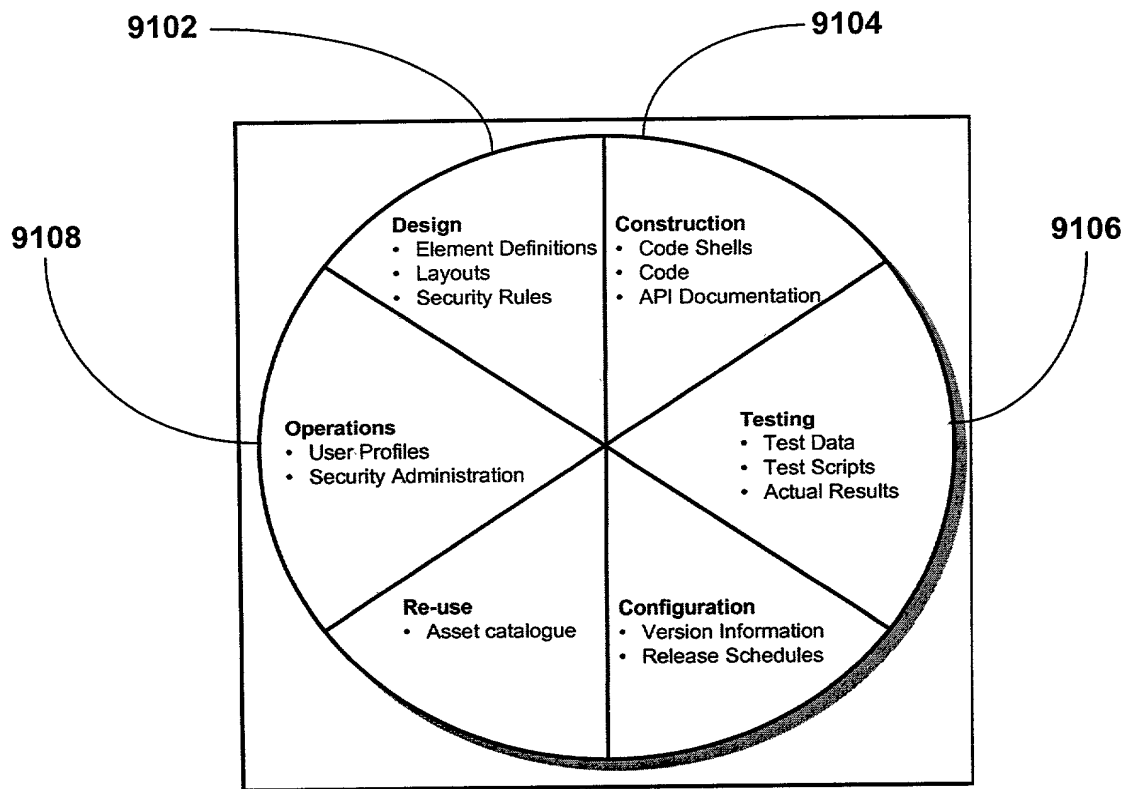 9102
9104
9108
9106
Design
• Element Definitions
• Layouts
• Security Rules
Construction
• Code Shells
• Code
• API Documentation
Operations
• User Profiles
• Security Administration
Testing
• Test Data
• Test Scripts
• Actual Results
Re-use
• Asset catalogue
Configuration
• Version Information
• Release Schedules